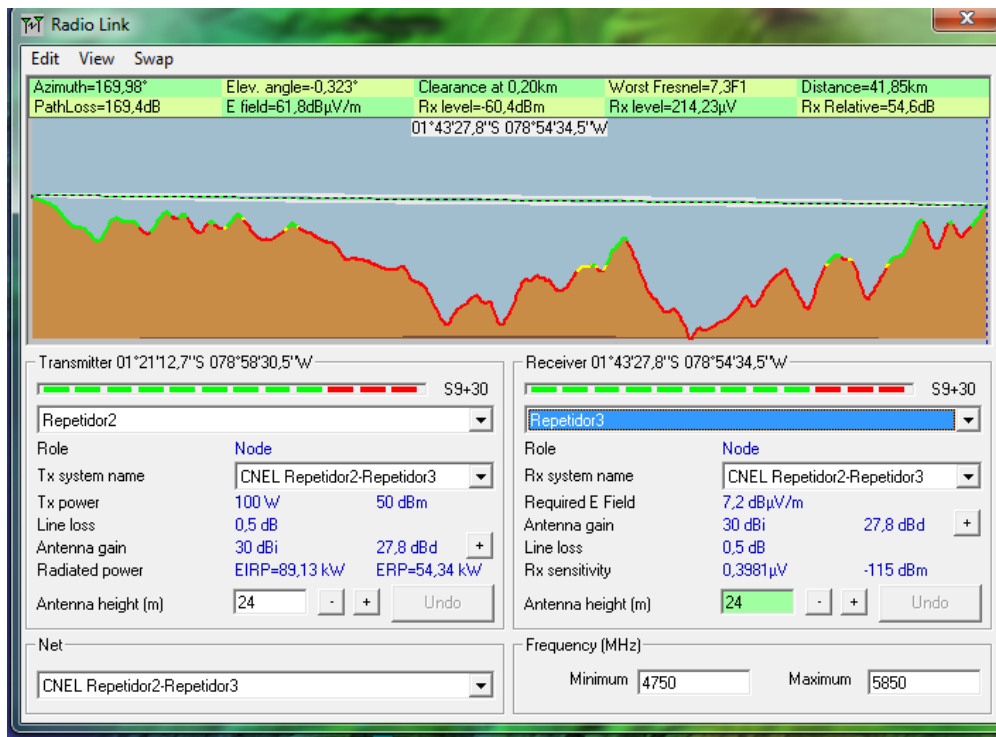 Radio Link
Edit View Swap
Azimuth=169,98° Elev. angle=-0,323° Clearance at 0,20km Worst Fresnel=7,3F1 Distance=41,85km
PathLoss=169,4dB E field=61,8dBµV/m Rx level=-60,4dBm Rx level=214,23µV Rx Relative=54,6dB
01°43'27,8"S 078°54'34,5"W
Transmitter 01°21'12,7"S 078°58'30,5"W
S9+30
Repetidor2
Role Node
Tx system name CNEL Repetidor2-Repetidor3
Tx power 100 W 50 dBm
Line loss 0,5 dB
Antenna gain 30 dBi 27,8 dBd +
Radiated power EIRP=89,13 kW ERP=54,34 kW
Antenna height (m) 24 - + Undo
Net
CNEL Repetidor2-Repetidor3
Receiver 01°43'27,8"S 078°54'34,5"W
S9+30
Repetidor3
Role Node
Rx system name CNEL Repetidor2-Repetidor3
Required E Field 7,2 dBµV/m
Antenna gain 30 dBi 27,8 dBd +
Line loss 0,5 dB
Rx sensitivity 0,3981µV -115 dBm
Antenna height (m) 24 - + Undo
Frequency (MHz)
Minimum 4750 Maximum 5850